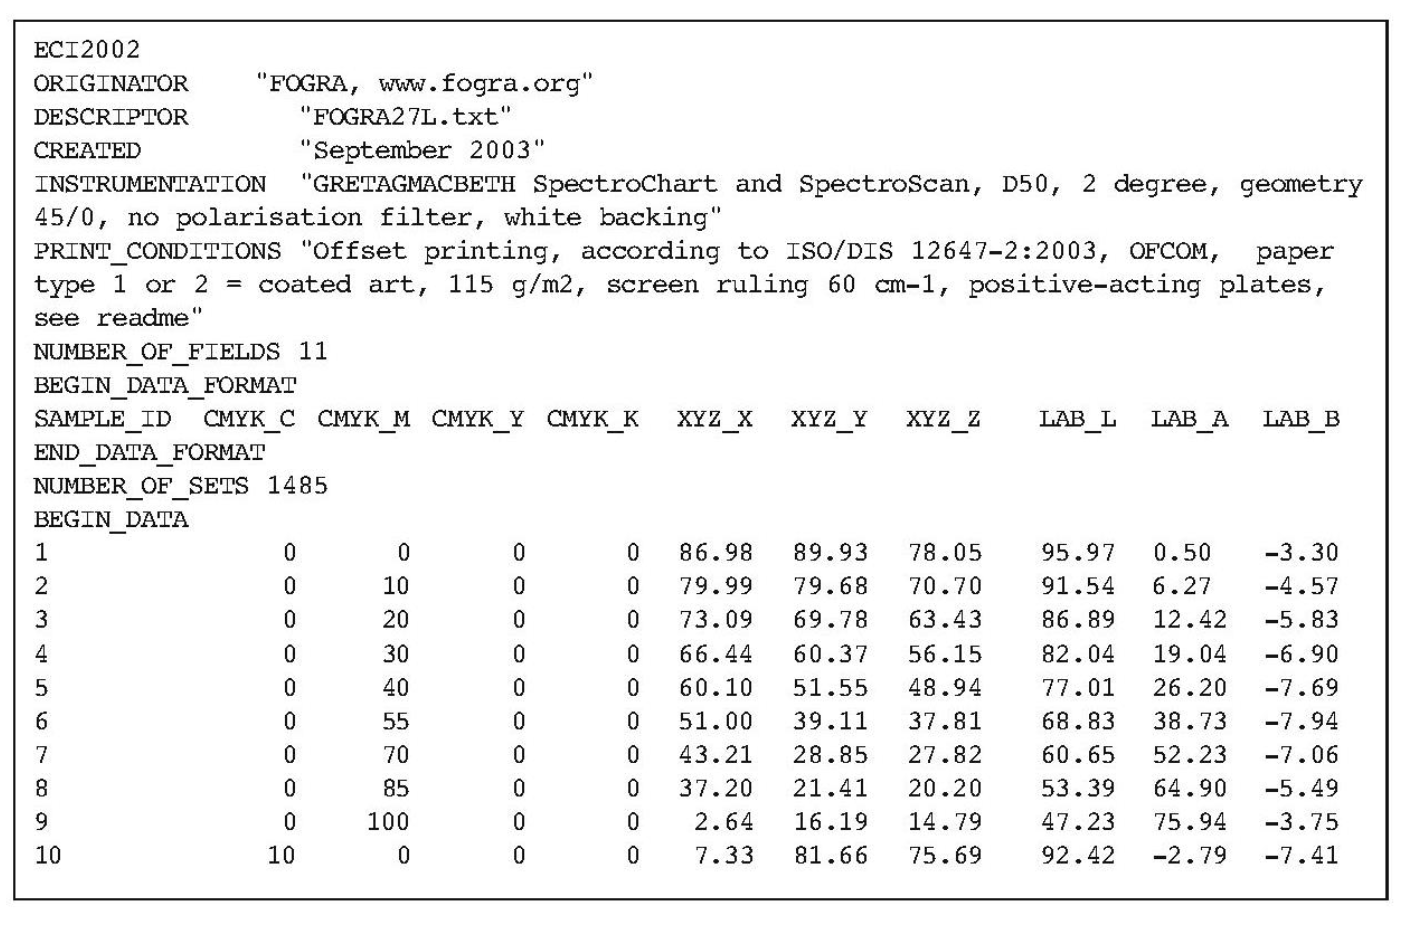 ECI2002
ORIGINATOR "FOGRA, www.fogra.org"
DESCRIPTOR "FOGRA27L.txt"
CREATED "September 2003"
INSTRUMENTATION "GRETAGMACBETH SpectroChart and SpectroScan, D50, 2 degree, geometry
45/0, no polarisation filter, white backing"
PRINT_CONDITIONS "Offset printing, according to ISO/DIS 12647-2:2003, OFCOM, paper
type 1 or 2 = coated art, 115 g/m2, screen ruling 60 cm-1, positive-acting plates,
see readme"
NUMBER_OF_FIELDS 11
BEGIN_DATA_FORMAT
SAMPLE_ID CMYK_C CMYK_M CMYK_Y CMYK_K XYZ_X XYZ_Y XYZ_Z LAB_L LAB_A LAB_B
END_DATA_FORMAT
NUMBER_OF_SETS 1485
BEGIN_DATA
1 0 0 0 0 86.98 89.93 78.05 95.97 0.50 -3.30
2 0 10 0 0 79.99 79.68 70.70 91.54 6.27 -4.57
3 0 20 0 0 73.09 69.78 63.43 86.89 12.42 -5.83
4 0 30 0 0 66.44 60.37 56.15 82.04 19.04 -6.90
5 0 40 0 0 60.10 51.55 48.94 77.01 26.20 -7.69
6 0 55 0 0 51.00 39.11 37.81 68.83 38.73 -7.94
7 0 70 0 0 43.21 28.85 27.82 60.65 52.23 -7.06
8 0 85 0 0 37.20 21.41 20.20 53.39 64.90 -5.49
9 0 100 0 0 2.64 16.19 14.79 47.23 75.94 -3.75
10 10 0 0 0 7.33 81.66 75.69 92.42 -2.79 -7.41